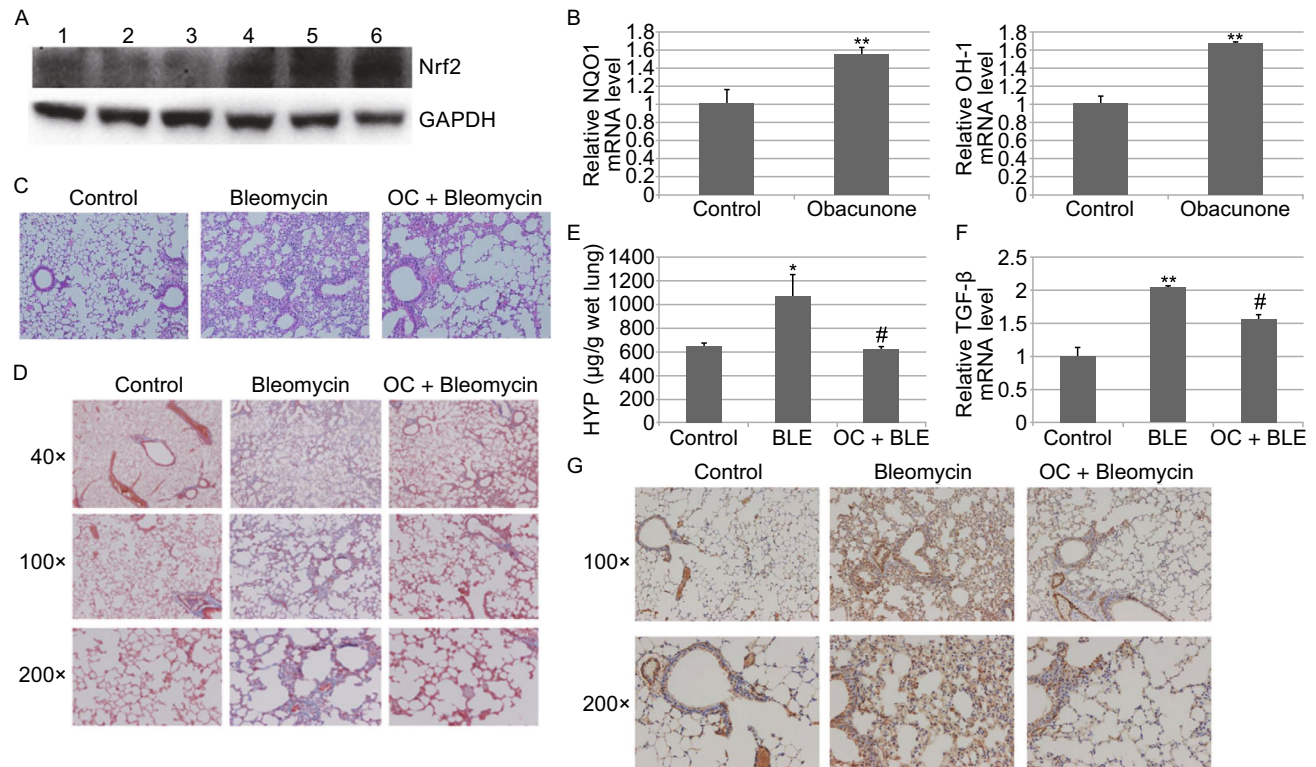 A
1 2 3 4 5 6
Nrf2
GAPDH
B
Relative NQO1
mRNA level
1.8
1.6
1.4
1.2
1
0.8
0.6
0.4
0.2
0
**
Control Obacunone
Relative OH-1
mRNA level
1.8
1.6
1.4
1.2
1
0.8
0.6
0.4
0.2
0
**
Control Obacunone
C
Control Bleomycin OC + Bleomycin
D
Control Bleomycin OC + Bleomycin
40×
100×
200×
E
HYP (µg/g wet lung)
1400
1200
1000
800
600
400
200
0
*
#
Control BLE OC + BLE
F
Relative TGF-β
mRNA level
2.5
2
1.5
1
0.5
0
**
#
Control BLE OC + BLE
G
Control Bleomycin OC + Bleomycin
100×
200×